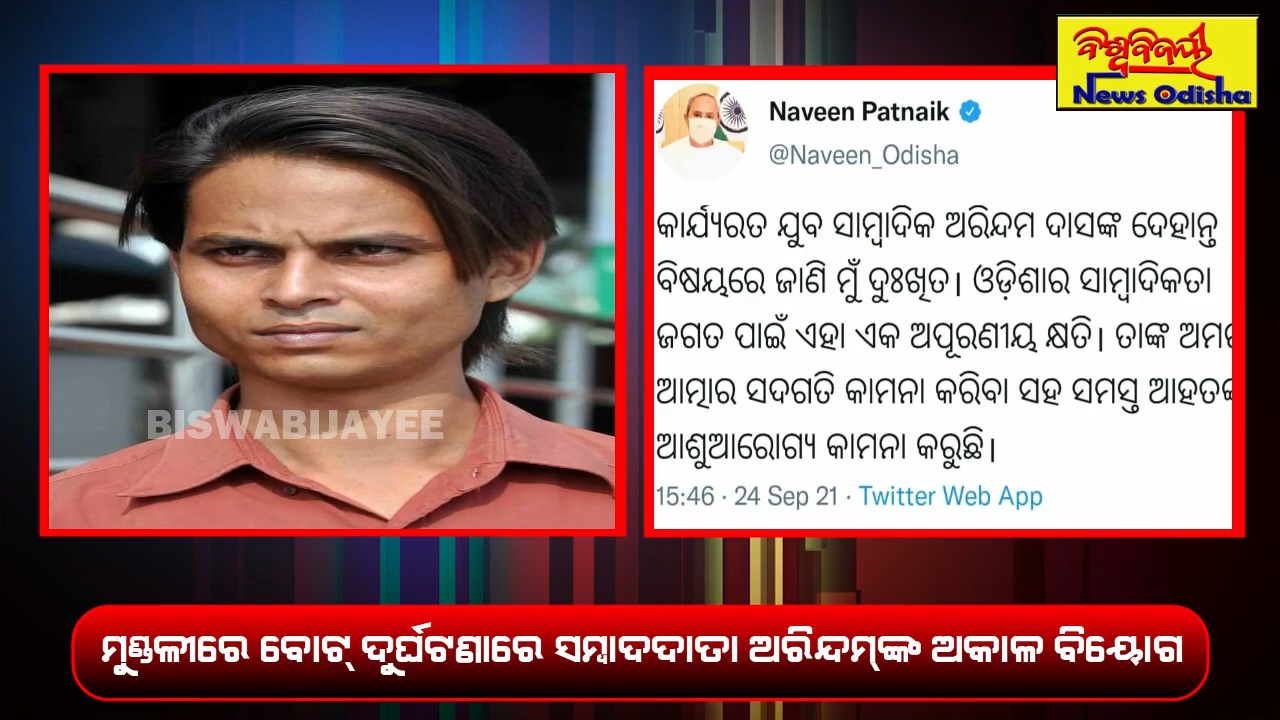 ବିଶ୍ୱବିଜୟୀ
News Odisha
Naveen Patnaik
@Naveen_Odisha
କାର୍ଯ୍ୟରତ ଯୁବ ସାମ୍ବାଦିକ ଅରିନ୍ଦମ ଦାସଙ୍କ ଦେହାନ୍ତ
ବିଷୟରେ ଜାଣି ମୁଁ ଦୁଃଖିତ। ଓଡ଼ିଶାର ସାମ୍ବାଦିକତା
ଜଗତ ପାଇଁ ଏହା ଏକ ଅପୂରଣୀୟ କ୍ଷତି। ତାଙ୍କ
ଆତ୍ମାର ସଦଗତି କାମନା କରିବା ସହ ସମସ୍ତ
ଆଶୁଆରୋଗ୍ୟ କାମନା କରୁଛି।
15:46 · 24 Sep 21 · Twitter Web App
BISWABIJAYEE
ମୁଣ୍ଡଳୀରେ ବୋଟ୍ ଦୁର୍ଘଟଣାରେ ସମ୍ବାଦଦାତା ଅରିନ୍ଦମ୍‌ଙ୍କ ଅକାଳ ବିୟୋଗ